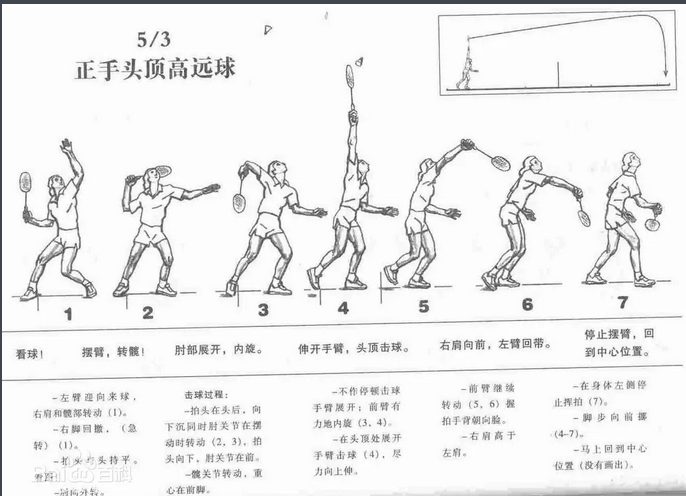 5/3
正手头顶高远球
1
2
3
4
5
6
7
看球!
摆臂，转髋!
肘部展开，内旋。
伸开手臂，头顶击球。
右肩向前，左臂回带。
停止摆臂，回
到中心位置。
–左臂迎向来球，
右肩和髋部转动（1）。
–右脚回撤，（急
转）（1）。
–拍头与头持平。
Bai 百科
击球过程:
–拍头在头后，向
下沉同时肘关节在摆
动时转动（2，3），拍
头向下，肘关节在前。
–髋关节转动，重
心在前脚。
–不作停顿击球
手臂展开；前臂有
力地内旋（3，4）。
–在头顶处展开
手臂击球（4），尽
力向上伸。
–前臂继续
转动（5，6）握
拍手背朝向脸。
–右肩高于
左肩。
–在身体左侧停
止挥拍（7）。
–脚步向前挪
（4–7）。
–马上回到中心
位置（没有画出）。